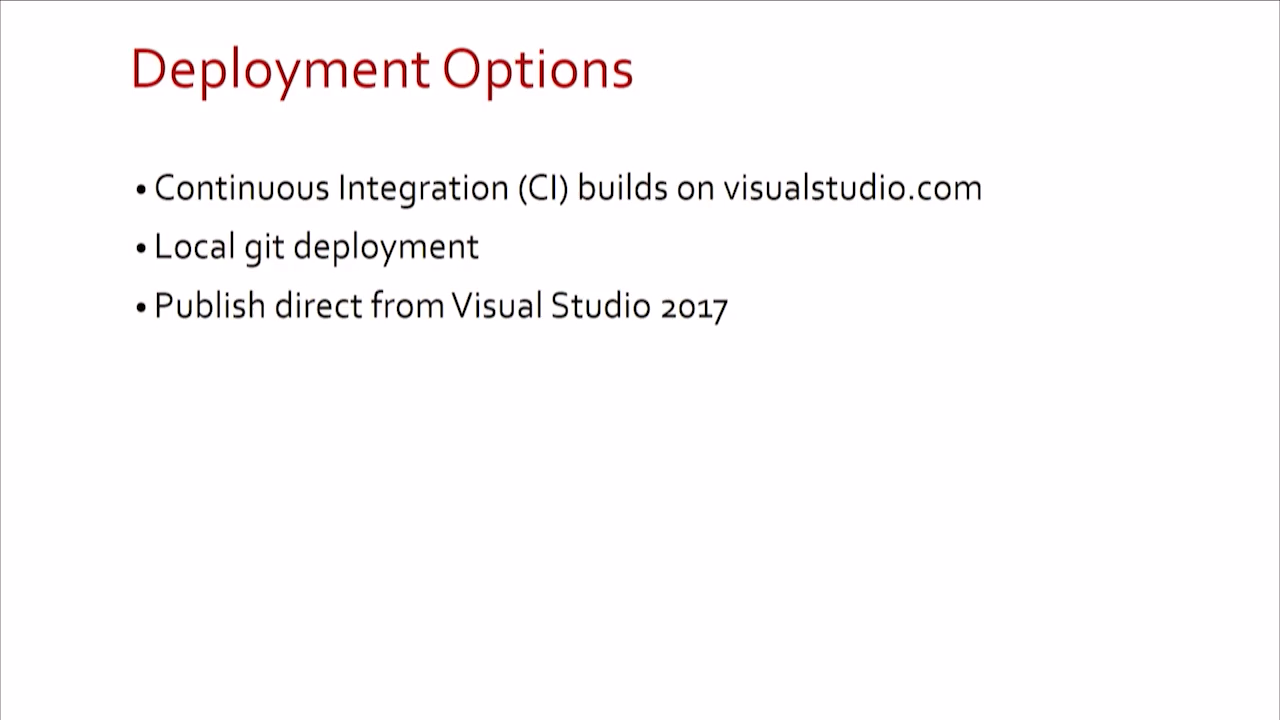 Deployment Options
• Continuous Integration (CI) builds on visualstudio.com
• Local git deployment
• Publish direct from Visual Studio 2017